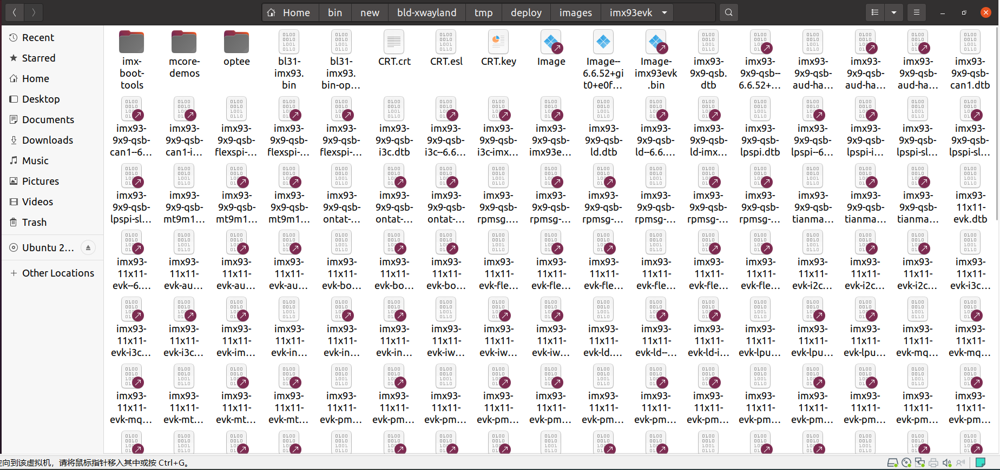 Home bin new bld-xwayland tmp deploy images imx93evk
Recent
Starred
Home
Desktop
Documents
Downloads
Music
Pictures
Videos
Trash
Ubuntu 2…
Other Locations
imx- mcore- optee bl31- bl31- CRT.crt CRT.esl CRT.key Image Image-- Image- imx93- imx93- imx93- imx93- imx93- imx93-
boot- demos imx93. imx93. 6.6.52+gi imx93evk 9x9-qsb. 9x9-qsb-- 9x9-qsb- 9x9-qsb- 9x9-qsb- 9x9-qsb-
tools bin bin-op… t0+e0f… .bin dtb 6.6.52+… aud-ha… aud-ha… aud-ha… can1.dtb
imx93- imx93- imx93- imx93- imx93- imx93- imx93- imx93- imx93- imx93- imx93- imx93- imx93- imx93- imx93- imx93- imx93-
9x9-qsb- 9x9-qsb- 9x9-qsb- 9x9-qsb- 9x9-qsb- 9x9-qsb- 9x9-qsb- 9x9-qsb- 9x9-qsb- 9x9-qsb- 9x9-qsb- 9x9-qsb- 9x9-qsb- 9x9-qsb- 9x9-qsb- 9x9-qsb- 9x9-qsb-
can1--6… can1-i… flexspi-… flexspi-… flexspi-… i3c.dtb i3c--6.6… i3c-imx… imx93e… ld.dtb ld--6.6.… ld-imx… lpspi.dtb lpspi--6… lpspi-i… lpspi-sl… lpspi-sl…
imx93- imx93- imx93- imx93- imx93- imx93- imx93- imx93- imx93- imx93- imx93- imx93- imx93- imx93- imx93- imx93- imx93-
9x9-qsb- 9x9-qsb- 9x9-qsb- 9x9-qsb- 9x9-qsb- 9x9-qsb- 9x9-qsb- 9x9-qsb- 9x9-qsb- 9x9-qsb- 9x9-qsb- 9x9-qsb- 9x9-qsb- 9x9-qsb- 9x9-qsb- 9x9-qsb- 11x11-
lpspi-sl… mt9m1… mt9m1… mt9m1… ontat-… ontat-… ontat-… rpmsg.… rpmsg-… rpmsg-… rpmsg-… rpmsg-… rpmsg-… tianma… tianma… tianma… evk.dtb
imx93- imx93- imx93- imx93- imx93- imx93- imx93- imx93- imx93- imx93- imx93- imx93- imx93- imx93- imx93- imx93- imx93-
11x11- 11x11- 11x11- 11x11- 11x11- 11x11- 11x11- 11x11- 11x11- 11x11- 11x11- 11x11- 11x11- 11x11- 11x11- 11x11- 11x11-
evk--6.… evk-au… evk-au… evk-au… evk-bo… evk-bo… evk-bo… evk-fle… evk-fle… evk-fle… evk-fle… evk-fle… evk-fle… evk-i2c… evk-i2c… evk-i2c… evk-i3c…
imx93- imx93- imx93- imx93- imx93- imx93- imx93- imx93- imx93- imx93- imx93- imx93- imx93- imx93- imx93- imx93- imx93-
11x11- 11x11- 11x11- 11x11- 11x11- 11x11- 11x11- 11x11- 11x11- 11x11- 11x11- 11x11- 11x11- 11x11- 11x11- 11x11- 11x11-
evk-i3c… evk-i3c… evk-im… evk-in… evk-in… evk-in… evk-iw… evk-iw… evk-iw… evk-ld.… evk-ld--… evk-ld-i… evk-lpu… evk-lpu… evk-lpu… evk-mq… evk-mq…
imx93- imx93- imx93- imx93- imx93- imx93- imx93- imx93- imx93- imx93- imx93- imx93- imx93- imx93- imx93- imx93- imx93-
11x11- 11x11- 11x11- 11x11- 11x11- 11x11- 11x11- 11x11- 11x11- 11x11- 11x11- 11x11- 11x11- 11x11- 11x11- 11x11- 11x11-
evk-mq… evk-mt… evk-mt… evk-mt… evk-pm… evk-pm… evk-pm… evk-pm… evk-pm… evk-pm… evk-pm… evk-pm… evk-pm… evk-pm… evk-pm… evk-pm… evk-pm…
定向到该虚拟机，请将鼠标指针移入其中或按 Ctrl+G。